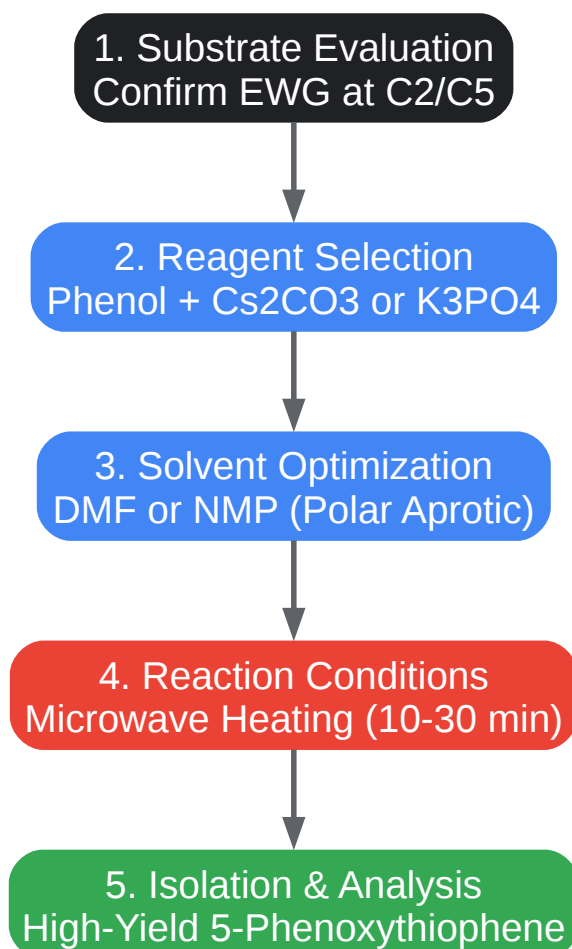 1. Substrate Evaluation
Confirm EWG at C2/C5
2. Reagent Selection
Phenol + Cs2CO3 or K3PO4
3. Solvent Optimization
DMF or NMP (Polar Aprotic)
4. Reaction Conditions
Microwave Heating (10-30 min)
5. Isolation & Analysis
High-Yield 5-Phenoxythiophene